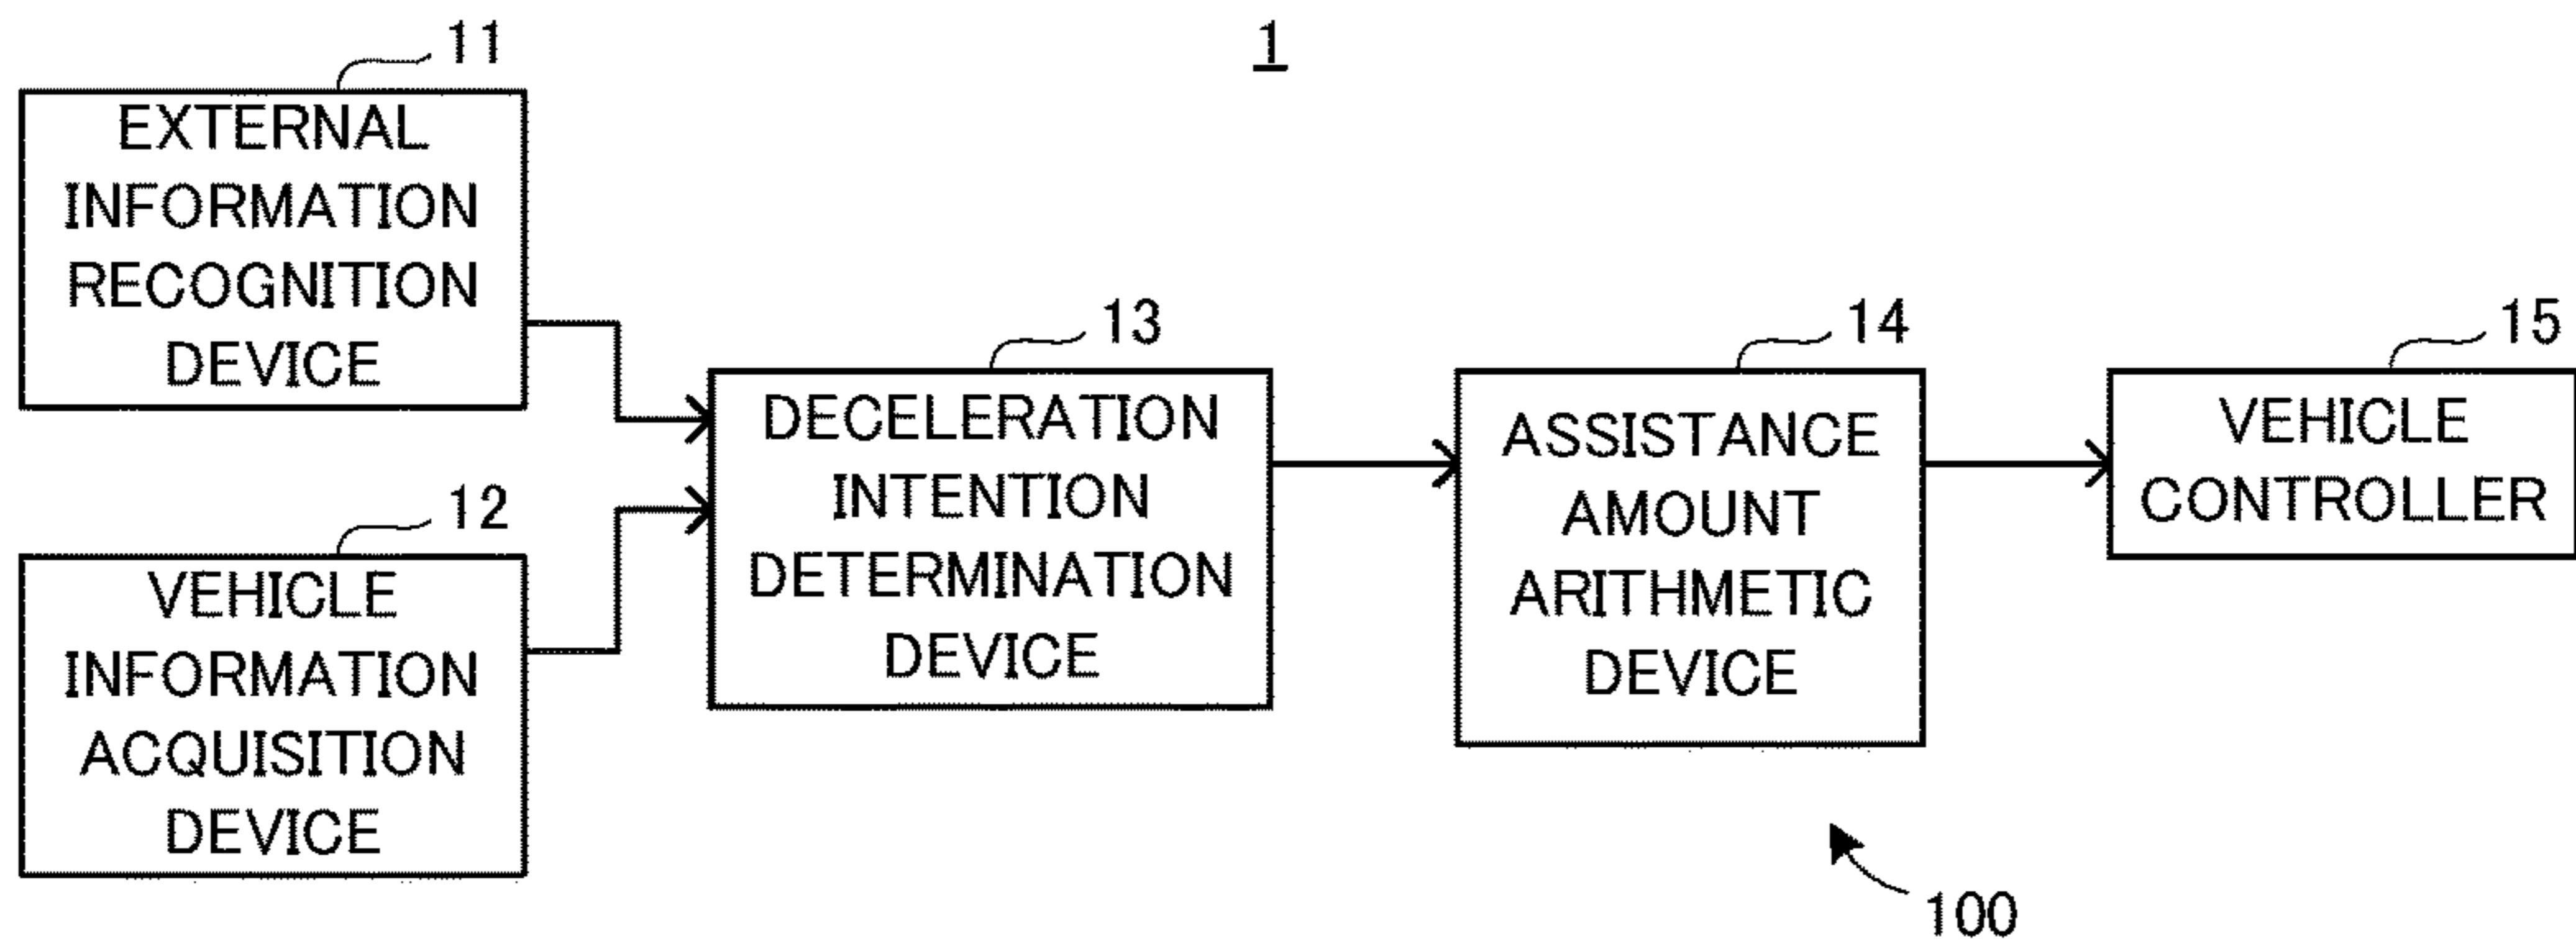 1
11
EXTERNAL
INFORMATION
RECOGNITION
DEVICE
12
VEHICLE
INFORMATION
ACQUISITION
DEVICE
13
DECELERATION
INTENTION
DETERMINATION
DEVICE
14
ASSISTANCE
AMOUNT
ARITHMETIC
DEVICE
15
VEHICLE
CONTROLLER
100